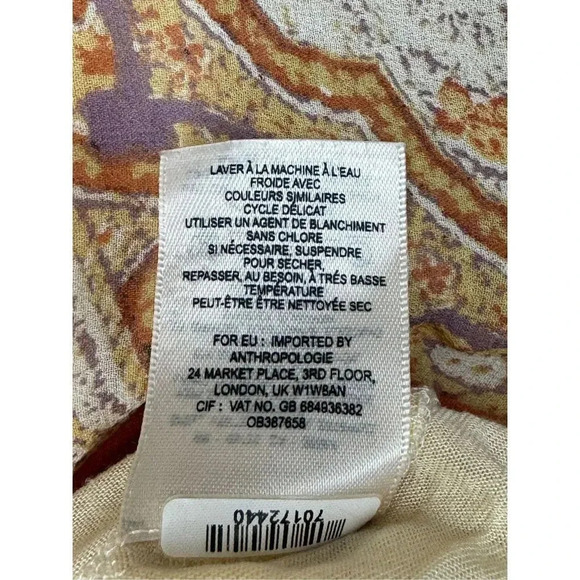 LAVER À LA MACHINE À L'EAU
FROIDE AVEC
COULEURS SIMILAIRES
CYCLE DÉLICAT
UTILISER UN AGENT DE BLANCHIMENT
SANS CHLORE
SI NÉCESSAIRE, SUSPENDRE
POUR SÉCHER,
REPASSER, AU BESOIN, À TRÈS BASSE
TEMPÉRATURE
PEUT-ÊTRE ÊTRE NETTOYÉE SEC
FOR EU : IMPORTED BY
ANTHROPOLOGIE
24 MARKET PLACE, 3RD FLOOR,
LONDON, UK W1W8AN
CIF : VAT NO. GB 684936382
OB387658
70172440